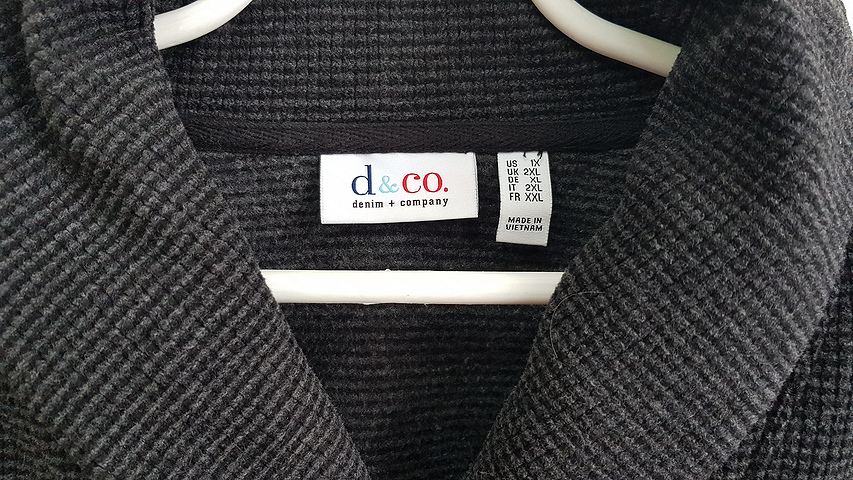 d&co.
denim + company
US 1X
UK 2XL
DE XL
IT 2XL
FR XXL
MADE IN
VIETNAM